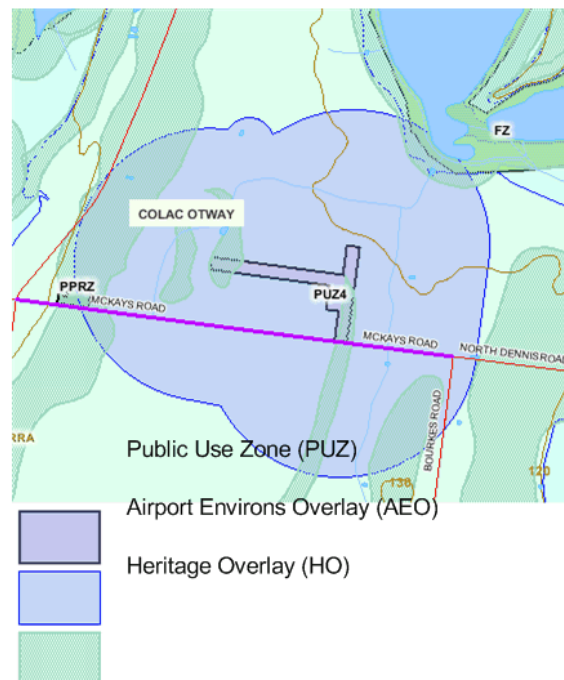 FZ
COLAC OTWAY
PUZ4
PPRZ
MCKAYS ROAD
MCKAYS ROAD
NORTH DENNIS ROAD
BOURKES ROAD
RRA
138
120
Public Use Zone (PUZ)
Airport Environs Overlay (AEO)
Heritage Overlay (HO)